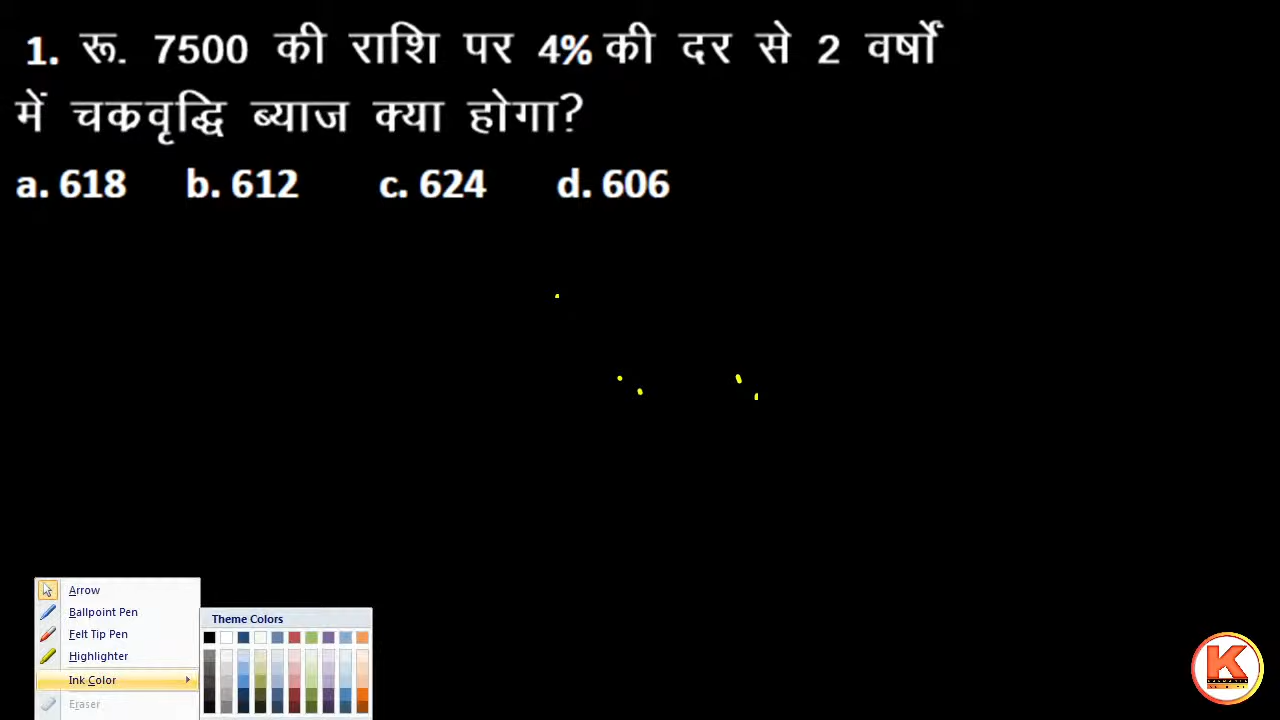 1. रू. 7500 की राशि पर 4% की दर से 2 वर्षों
में चकवृद्धि ब्याज क्या होगा?
a. 618 b. 612 c. 624 d. 606
Arrow
Ballpoint Pen
Felt Tip Pen
Highlighter
Ink Color
Eraser
Theme Colors
K